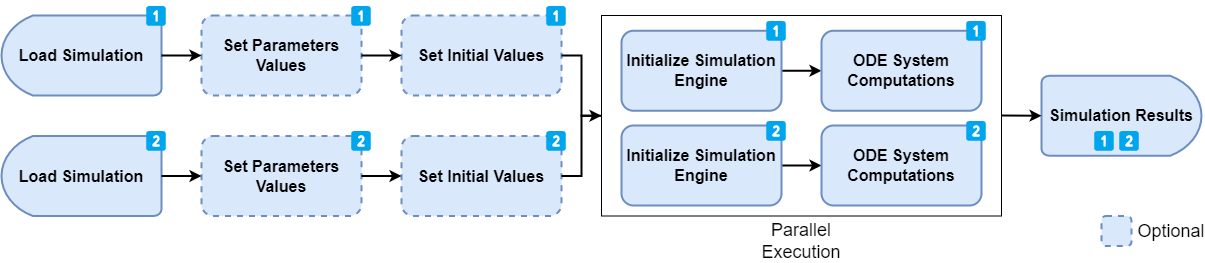 1
Load Simulation
1
Set Parameters
Values
1
Set Initial Values
1
Initialize Simulation
Engine
1
ODE System
Computations
2
Load Simulation
2
Set Parameters
Values
2
Set Initial Values
2
Initialize Simulation
Engine
2
ODE System
Computations
Parallel
Execution
Simulation Results
1 2
Optional